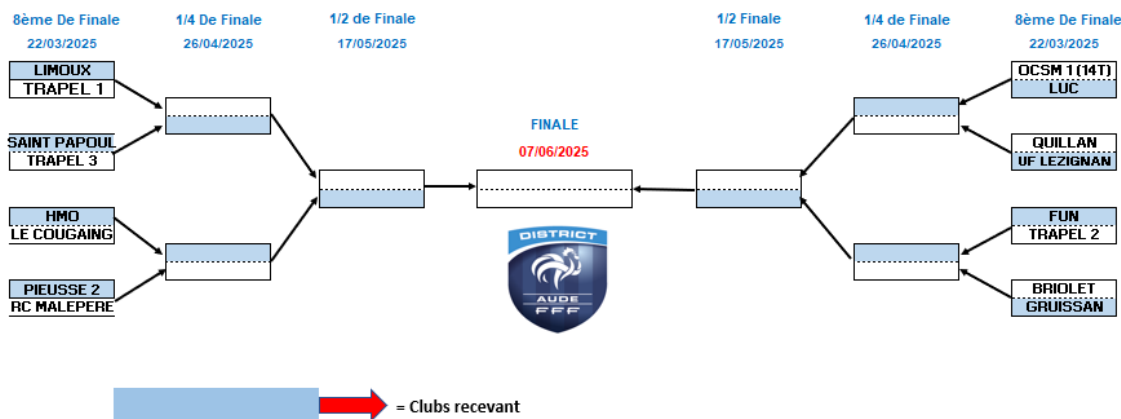 8ème De Finale
22/03/2025
1/4 De Finale
26/04/2025
1/2 de Finale
17/05/2025
1/2 Finale
17/05/2025
1/4 de Finale
26/04/2025
8ème De Finale
22/03/2025
LIMOUX
TRAPEL 1
SAINT PAPOUL
TRAPEL 3
HMO
LE COUGAING
PIEUSSE 2
RC MALEPERE
FINALE
07/06/2025
DISTRICT
AUDE
FFF
OCSM 1 (14T)
LUC
QUILLAN
UF LEZIGNAN
FUN
TRAPEL 2
BRIOLET
GRUISSAN
= Clubs recevant